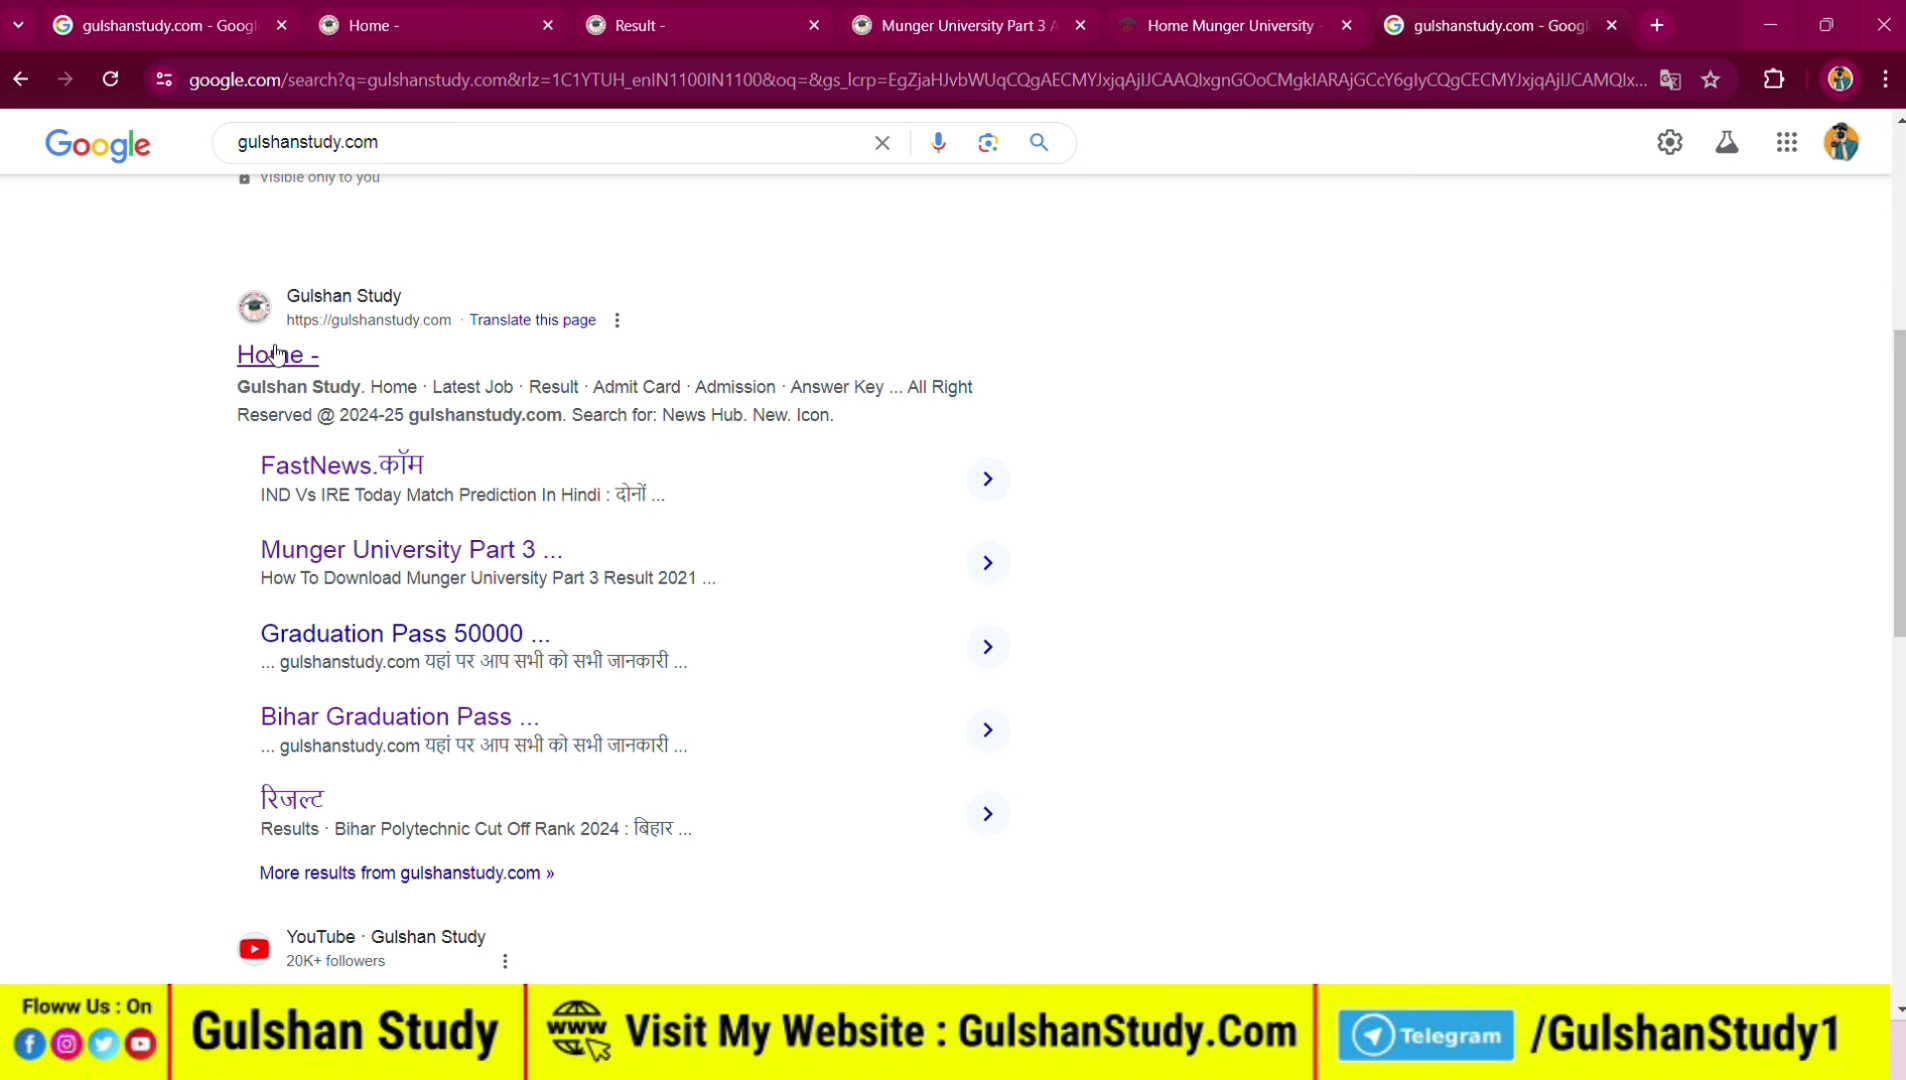 gulshanstudy.com - Googl
Home -
Result -
Munger University Part 3 A
Home Munger University -
gulshanstudy.com - Googl
google.com/search?q=gulshanstudy.com&rlz=1C1YTUH_enIN1100IN1100&oq=&gs_lcrp=EgZjaHJvbWUqCQgAECMYJxjqAjIJCAAQIxgnGOoCMgkIARAjGCcY6gIyCQgCECMYJxjqAjIJCAMQIx...
Google
gulshanstudy.com
Visible only to you
Gulshan Study
https://gulshanstudy.com · Translate this page
Home -
Gulshan Study. Home · Latest Job · Result · Admit Card · Admission · Answer Key ... All Right
Reserved @ 2024-25 gulshanstudy.com. Search for: News Hub. New. Icon.
FastNews.कॉम
IND Vs IRE Today Match Prediction In Hindi : दोनों ...
Munger University Part 3 ...
How To Download Munger University Part 3 Result 2021 ...
Graduation Pass 50000 ...
... gulshanstudy.com यहां पर आप सभी को सभी जानकारी ...
Bihar Graduation Pass ...
... gulshanstudy.com यहां पर आप सभी को सभी जानकारी ...
रिजल्ट
Results · Bihar Polytechnic Cut Off Rank 2024 : बिहार ...
More results from gulshanstudy.com »
YouTube · Gulshan Study
20K+ followers
Floww Us : On
Gulshan Study
WWW
Visit My Website : GulshanStudy.Com
Telegram
/GulshanStudy1